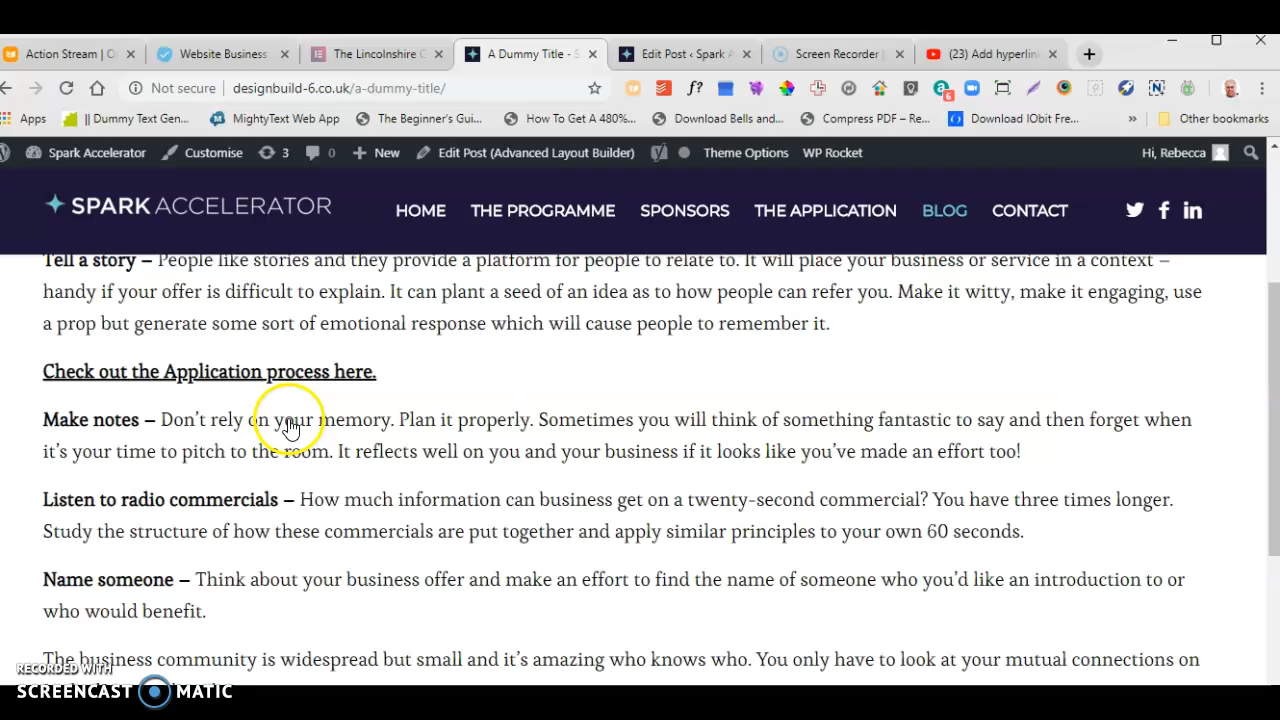 Action Stream | O
Website Business
The Lincolnshire C
A Dummy Title - S
Edit Post ‹ Spark A
Screen Recorder
(23) Add hyperlin
Not secure | designbuild-6.co.uk/a-dummy-title/
6
Apps
|| Dummy Text Gen...
MightyText Web App
The Beginner's Gui...
How To Get A 480%...
Download Bells and...
Compress PDF – Re...
Download IObit Fre...
Other bookmarks
Spark Accelerator
Customise
3
0
New
Edit Post (Advanced Layout Builder)
Theme Options
WP Rocket
Hi, Rebecca
SPARK ACCELERATOR
HOME
THE PROGRAMME
SPONSORS
THE APPLICATION
BLOG
CONTACT
Tell a story – People like stories and they provide a platform for people to relate to. It will place your business or service in a context –
handy if your offer is difficult to explain. It can plant a seed of an idea as to how people can refer you. Make it witty, make it engaging, use
a prop but generate some sort of emotional response which will cause people to remember it.
Check out the Application process here.
Make notes – Don't rely on your memory. Plan it properly. Sometimes you will think of something fantastic to say and then forget when
it's your time to pitch to the room. It reflects well on you and your business if it looks like you've made an effort too!
Listen to radio commercials – How much information can business get on a twenty-second commercial? You have three times longer.
Study the structure of how these commercials are put together and apply similar principles to your own 60 seconds.
Name someone – Think about your business offer and make an effort to find the name of someone who you'd like an introduction to or
who would benefit.
The business community is widespread but small and it's amazing who knows who. You only have to look at your mutual connections on
RECORDED WITH
SCREENCAST MATIC